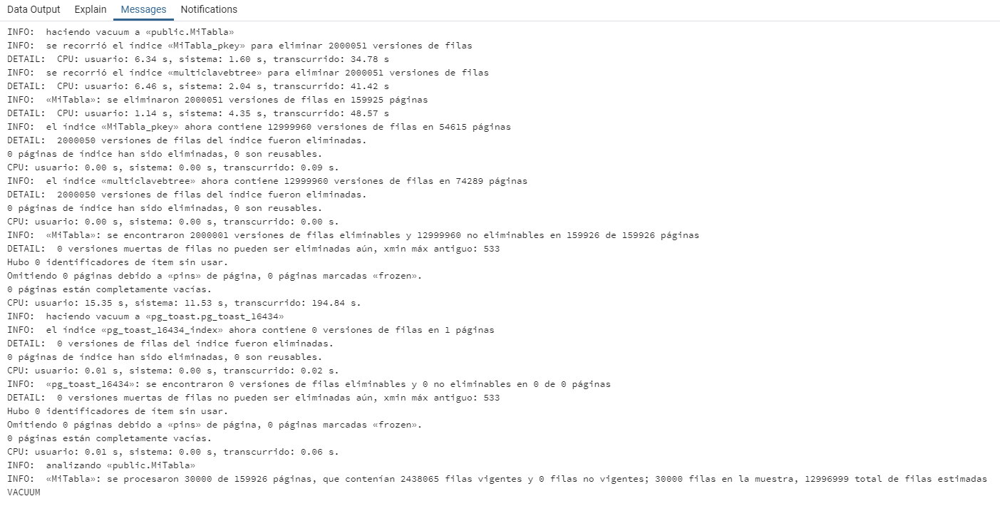 Data Output Explain Messages Notifications
INFO:  haciendo vacuum a «public.MiTabla»
INFO:  se recorrió el índice «MiTabla_pkey» para eliminar 2000051 versiones de filas
DETAIL:  CPU: usuario: 6.34 s, sistema: 1.60 s, transcurrido: 34.78 s
INFO:  se recorrió el índice «multiclavebtree» para eliminar 2000051 versiones de filas
DETAIL:  CPU: usuario: 6.46 s, sistema: 2.04 s, transcurrido: 41.42 s
INFO:  «MiTabla»: se eliminaron 2000051 versiones de filas en 159925 páginas
DETAIL:  CPU: usuario: 1.14 s, sistema: 4.35 s, transcurrido: 48.57 s
INFO:  el índice «MiTabla_pkey» ahora contiene 12999960 versiones de filas en 54615 páginas
DETAIL:  2000050 versiones de filas del índice fueron eliminadas.
0 páginas de índice han sido eliminadas, 0 son reusables.
CPU: usuario: 0.00 s, sistema: 0.00 s, transcurrido: 0.09 s.
INFO:  el índice «multiclavebtree» ahora contiene 12999960 versiones de filas en 74289 páginas
DETAIL:  2000050 versiones de filas del índice fueron eliminadas.
0 páginas de índice han sido eliminadas, 0 son reusables.
CPU: usuario: 0.00 s, sistema: 0.00 s, transcurrido: 0.00 s.
INFO:  «MiTabla»: se encontraron 2000001 versiones de filas eliminables y 12999960 no eliminables en 159926 de 159926 páginas
DETAIL:  0 versiones muertas de filas no pueden ser eliminadas aún, xmin máx antiguo: 533
Hubo 0 identificadores de ítem sin usar.
Omitiendo 0 páginas debido a «pins» de página, 0 páginas marcadas «frozen».
0 páginas están completamente vacías.
CPU: usuario: 15.35 s, sistema: 11.53 s, transcurrido: 194.84 s.
INFO:  haciendo vacuum a «pg_toast.pg_toast_16434»
INFO:  el índice «pg_toast_16434_index» ahora contiene 0 versiones de filas en 1 páginas
DETAIL:  0 versiones de filas del índice fueron eliminadas.
0 páginas de índice han sido eliminadas, 0 son reusables.
CPU: usuario: 0.01 s, sistema: 0.00 s, transcurrido: 0.02 s.
INFO:  «pg_toast_16434»: se encontraron 0 versiones de filas eliminables y 0 no eliminables en 0 de 0 páginas
DETAIL:  0 versiones muertas de filas no pueden ser eliminadas aún, xmin máx antiguo: 533
Hubo 0 identificadores de ítem sin usar.
Omitiendo 0 páginas debido a «pins» de página, 0 páginas marcadas «frozen».
0 páginas están completamente vacías.
CPU: usuario: 0.01 s, sistema: 0.00 s, transcurrido: 0.06 s.
INFO:  analizando «public.MiTabla»
INFO:  «MiTabla»: se procesaron 30000 de 159926 páginas, que contenían 2438065 filas vigentes y 0 filas no vigentes; 30000 filas en la muestra, 12996999 total de filas estimadas
VACUUM